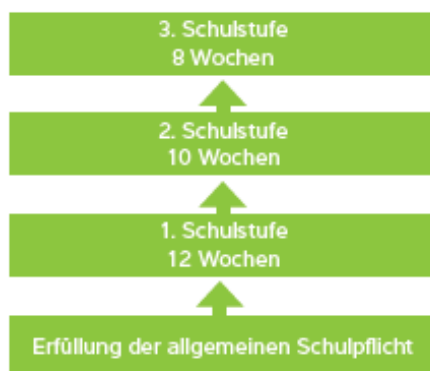 3. Schulstufe
8 Wochen
2. Schulstufe
10 Wochen
1. Schulstufe
12 Wochen
Erfüllung der allgemeinen Schulpflicht